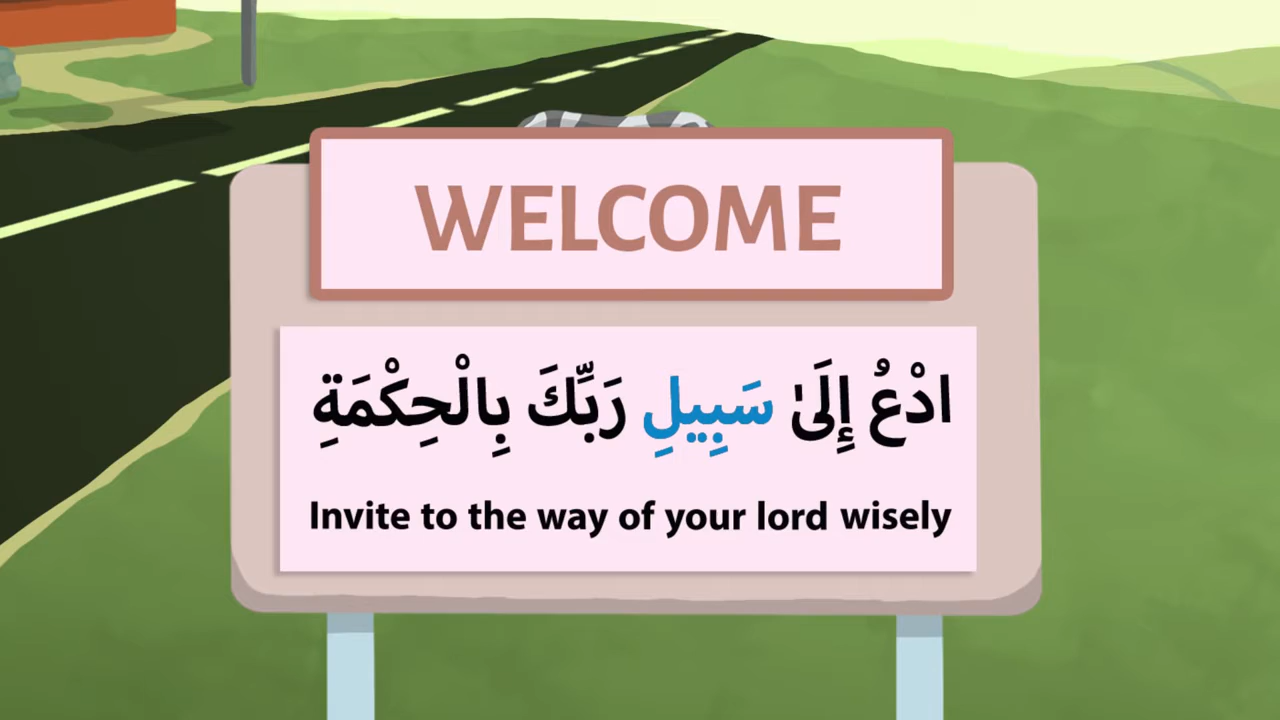 WELCOME
ادْعُ إِلَىٰ سَبِيلِ رَبِّكَ بِالْحِكْمَةِ
Invite to the way of your lord wisely